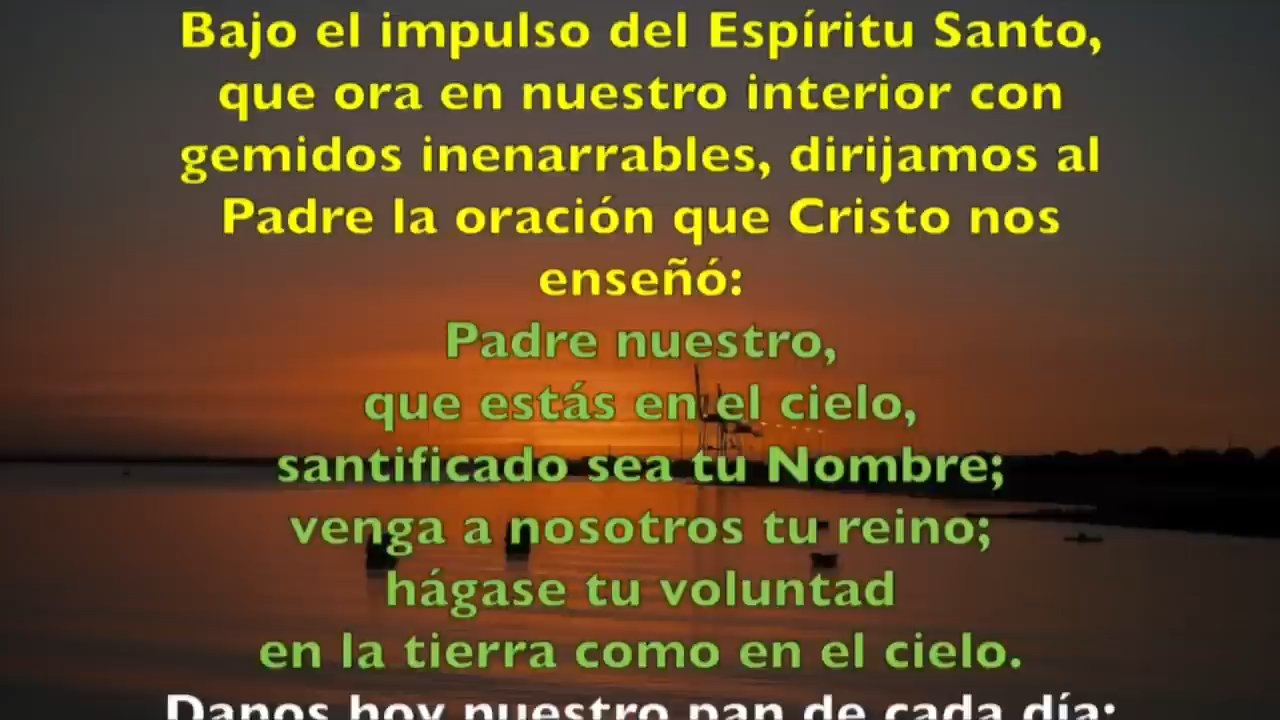 Bajo el impulso del Espíritu Santo,
que ora en nuestro interior con
gemidos inenarrables, dirijamos al
Padre la oración que Cristo nos
enseñó:
Padre nuestro,
que estás en el cielo,
santificado sea tu Nombre;
venga a nosotros tu reino;
hágase tu voluntad
en la tierra como en el cielo.
Danos hoy nuestro pan de cada día;